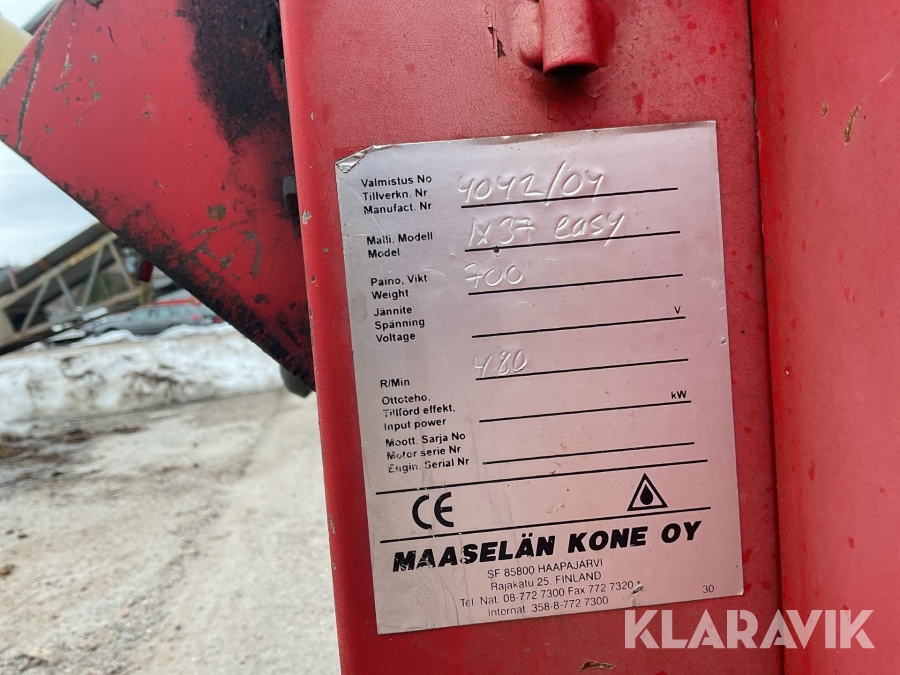 Valmistus No
Tillverkn. Nr
Manufact. Nr 4042/04
Malli. Modell
Model 1x37 easy
Paino, Vikt
Weight 700
Jännite
Spänning
Voltage V
R/Min 480
Ottoteho,
Tillförd effekt,
Input power kW
Moott. Sarja No
Motor serie Nr
Engin. Serial Nr
CE
MAASELÄN KONE OY
SF 85800 HAAPAJÄRVI
Rajakatu 25. FINLAND
Tel. Nat. 08-772 7300 Fax 772 7320
Internat. 358-8-772 7300
30
KLARAVIK